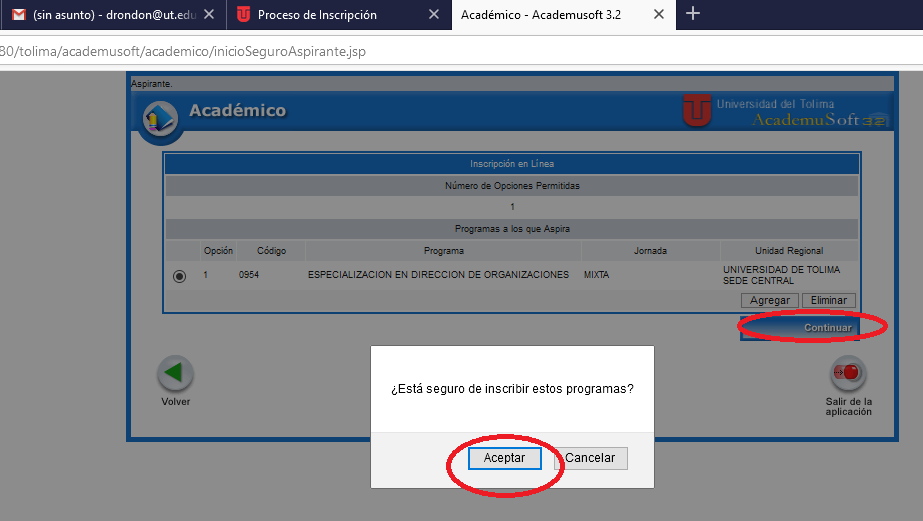 (sin asunto) - drondon@ut.edu
Proceso de Inscripción
Académico - Academusoft 3.2
80/tolima/academusoft/academico/inicioSeguroAspirante.jsp
Aspirante.
Académico
Universidad del Tolima
AcademuSoft 3.2
Inscripción en Línea
Número de Opciones Permitidas
1
Programas a los que Aspira
Opción Código Programa Jornada Unidad Regional
1 0954 ESPECIALIZACION EN DIRECCION DE ORGANIZACIONES MIXTA UNIVERSIDAD DE TOLIMA
SEDE CENTRAL
Agregar Eliminar
Continuar
¿Está seguro de inscribir estos programas?
Volver
Salir de la
aplicación
Aceptar Cancelar